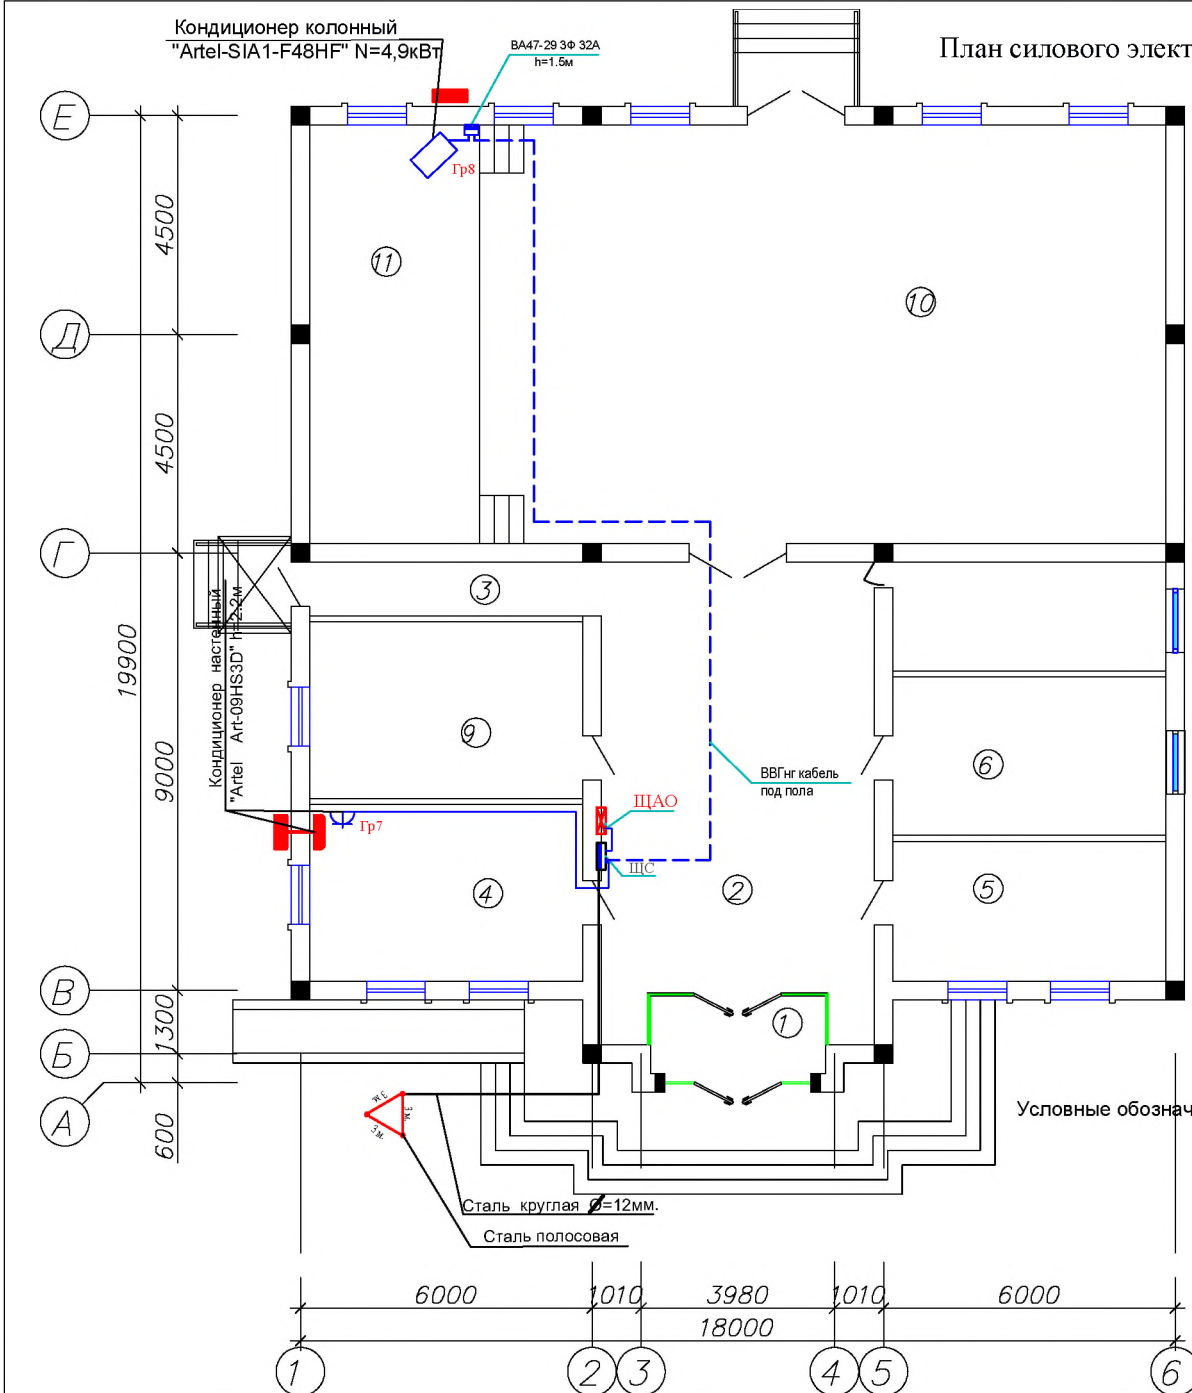 Кондиционер колонный
"Artel-SIA1-F48HF" N=4,9кВт
ВА47-29 3Ф 32А
h=1.5м
План силового элект
Е
Гр8
4500
11
10
Д
4500
Г
3
Кондиционер настенный
"Artel Art-09HS3D" h=2.2м
19900
9000
9
6
ВВГнг кабель
под пола
ЩАО
Гр7
ЩС
4
2
5
В
1300
1
Б
А
600
3 м.
3 м.
3 м.
Условные обознач
Сталь круглая Ø=12мм.
Сталь полосовая
6000
1010
3980
1010
6000
18000
1
2
3
4
5
6